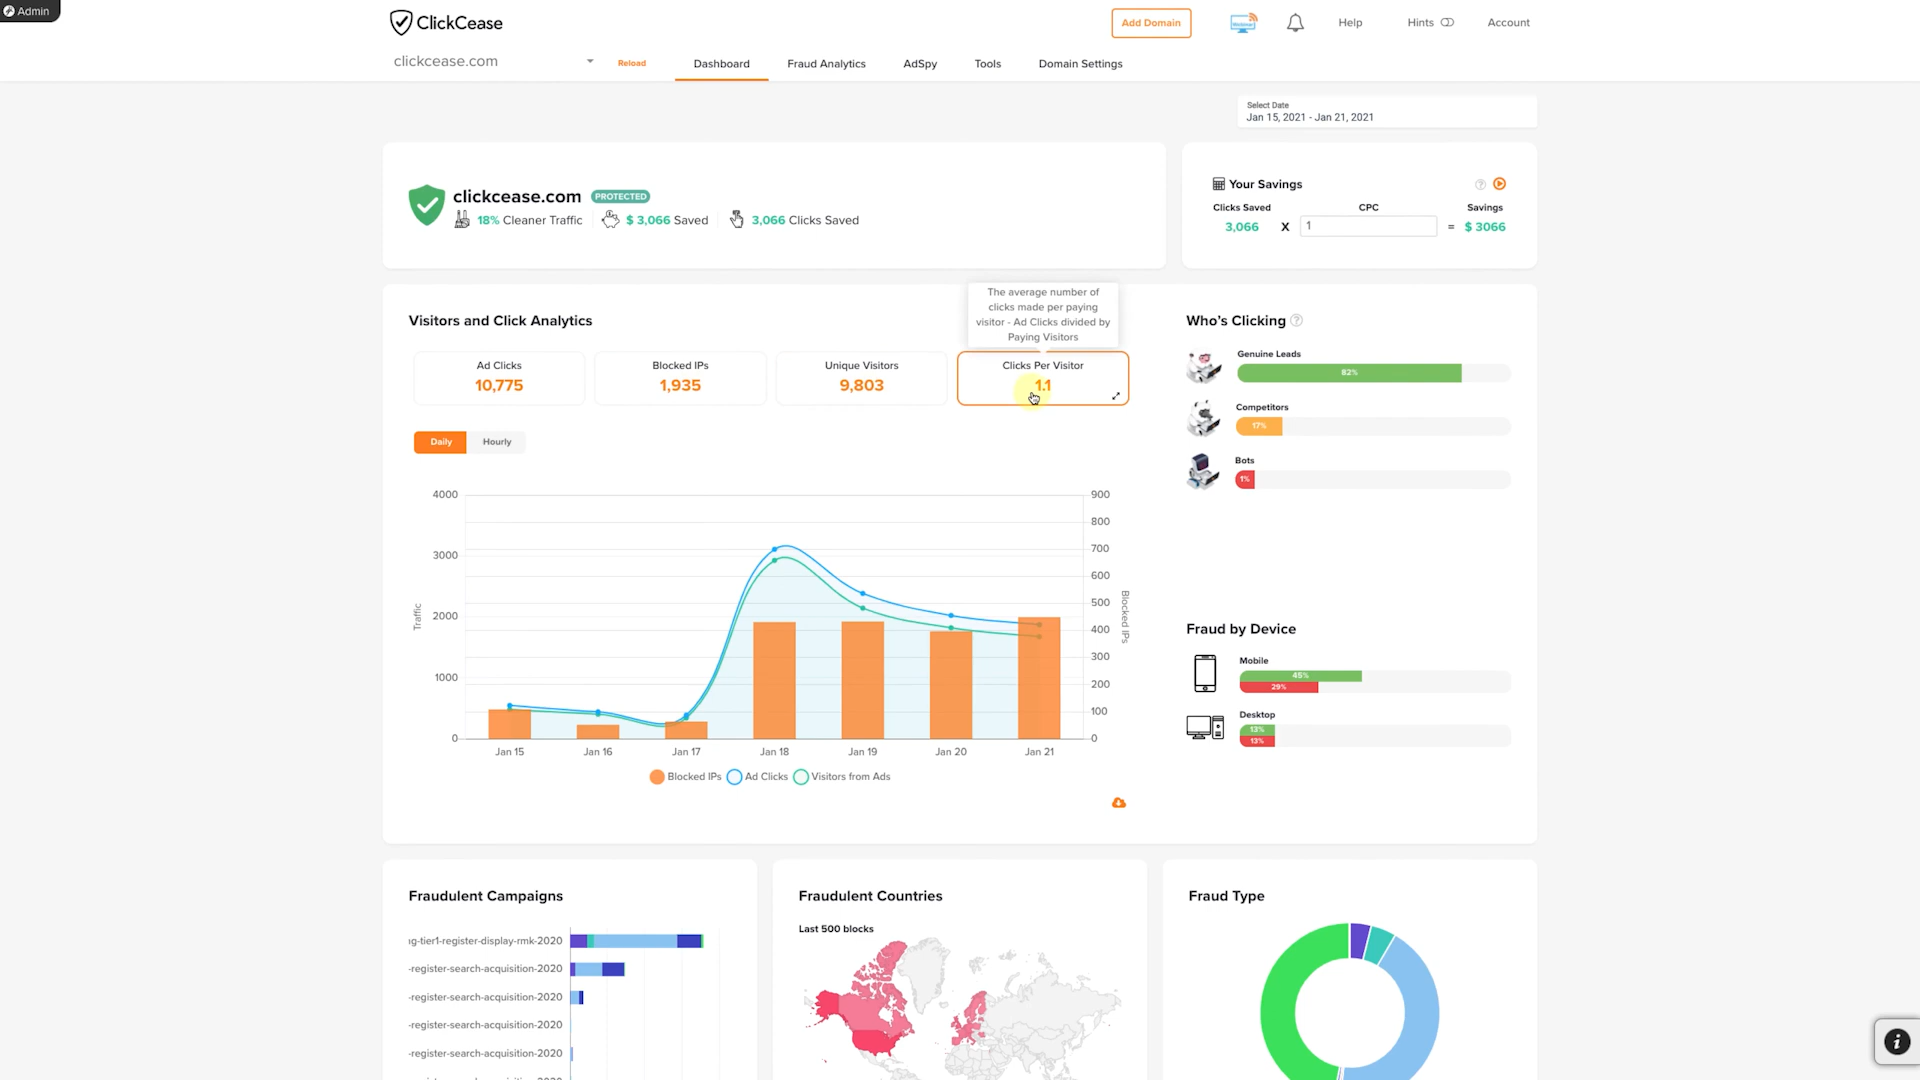 Admin
ClickCease
Add Domain
Webinar
Help
Hints
Account
clickcease.com
Reload
Dashboard
Fraud Analytics
AdSpy
Tools
Domain Settings
Select Date
Jan 15, 2021 - Jan 21, 2021
clickcease.com PROTECTED
18% Cleaner Traffic
$ 3,066 Saved
3,066 Clicks Saved
Your Savings
Clicks Saved CPC Savings
3,066 X 1 = $ 3066
Visitors and Click Analytics
The average number of
clicks made per paying
visitor - Ad Clicks divided by
Paying Visitors
Ad Clicks
10,775
Blocked IPs
1,935
Unique Visitors
9,803
Clicks Per Visitor
1.1
Daily Hourly
Traffic
4000
3000
2000
1000
0
900
800
700
600
500
400
300
200
100
0
Blocked IPs
Jan 15 Jan 16 Jan 17 Jan 18 Jan 19 Jan 20 Jan 21
Blocked IPs Ad Clicks Visitors from Ads
Who's Clicking
Genuine Leads
82%
Competitors
17%
Bots
1%
Fraud by Device
Mobile
45%
29%
Desktop
13%
13%
Fraudulent Campaigns
ng-tier1-register-display-rmk-2020
-register-search-acquisition-2020
-register-search-acquisition-2020
-register-search-acquisition-2020
-register-search-acquisition-2020
Fraudulent Countries
Last 500 blocks
Fraud Type